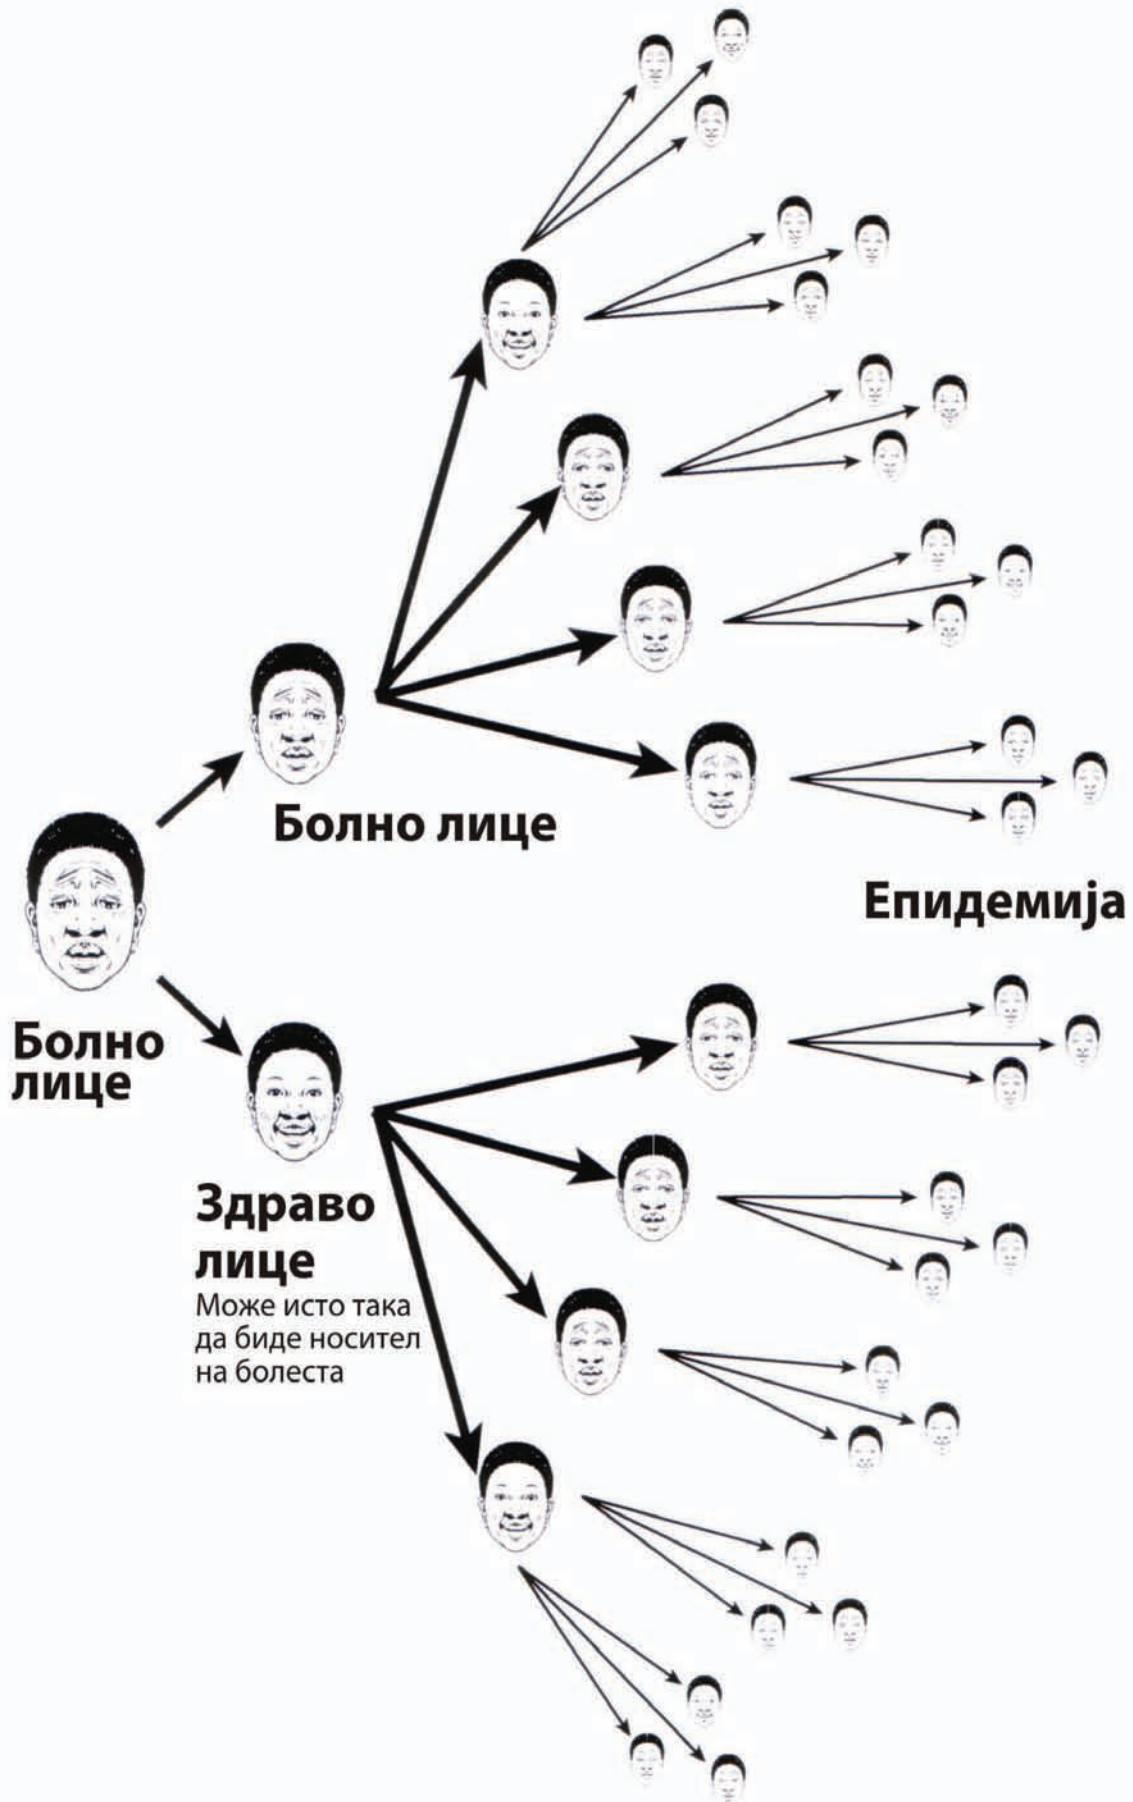 Болно лице
Епидемија
Болно
лице
Здраво
лице
Може исто така
да биде носител
на болеста